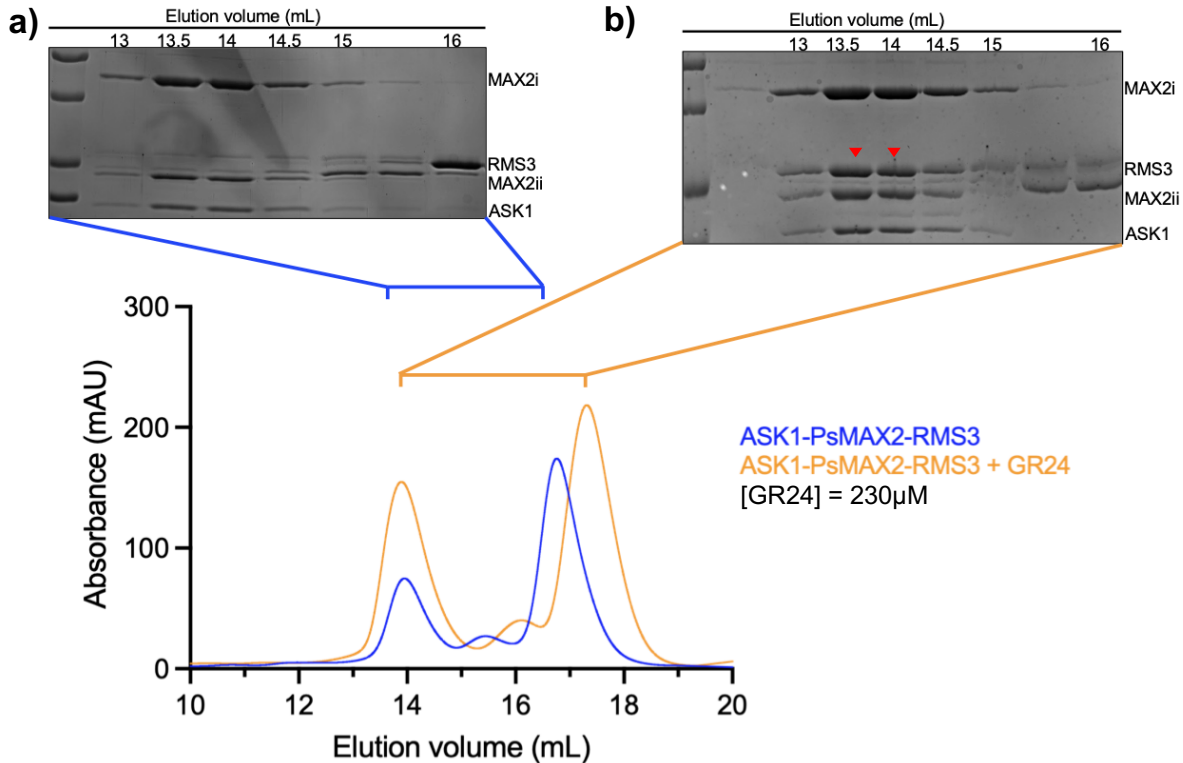 a)
Elution volume (mL)
13 13.5 14 14.5 15 16
MAX2i
RMS3
MAX2ii
ASK1
b)
Elution volume (mL)
13 13.5 14 14.5 15 16
MAX2i
RMS3
MAX2ii
ASK1
300
200
100
0
Absorbance (mAU)
10 12 14 16 18 20
Elution volume (mL)
ASK1-PsMAX2-RMS3
ASK1-PsMAX2-RMS3 + GR24
[GR24] = 230µM